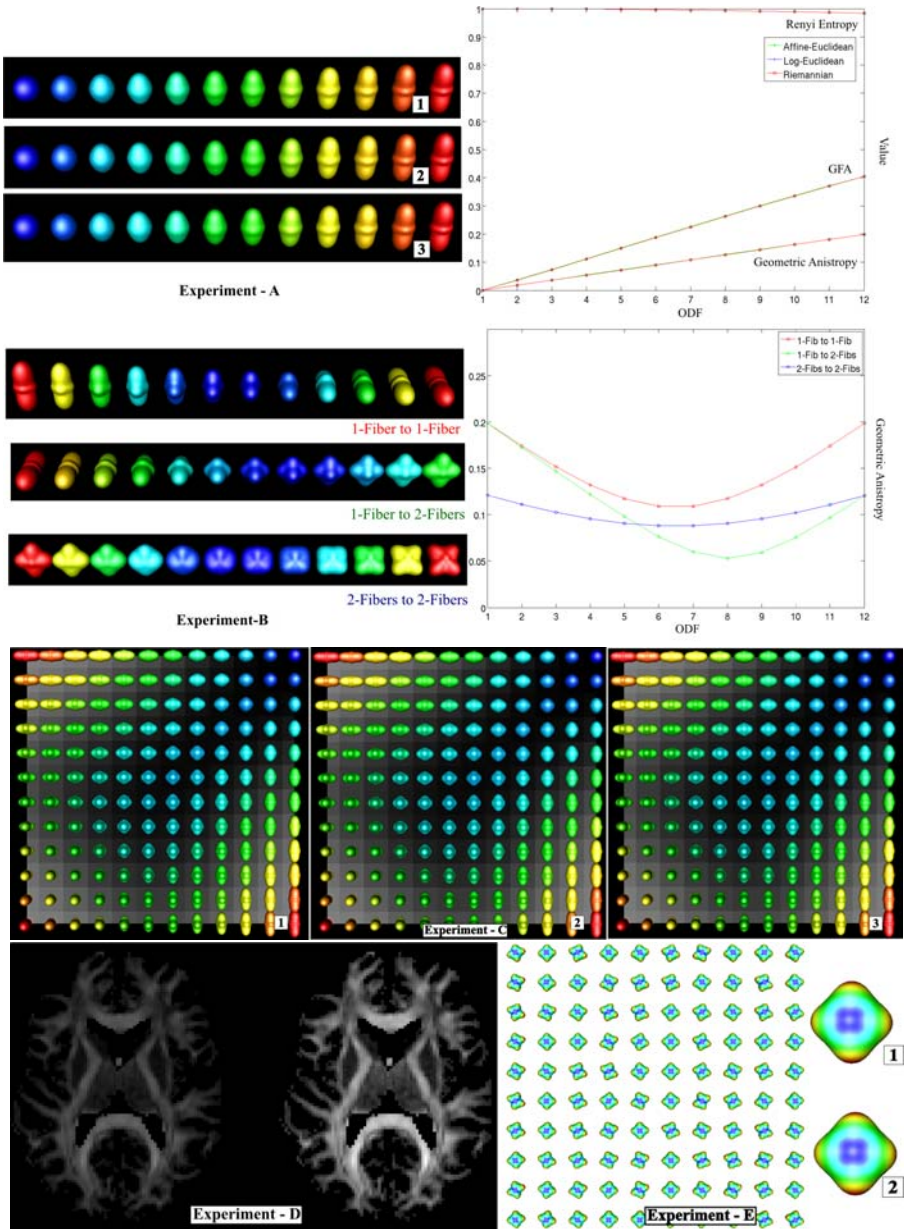 1
2
3
Experiment - A
1
0.9
0.8
0.7
0.6
0.5
0.4
0.3
0.2
0.1
0
1 2 3 4 5 6 7 8 9 10 11 12
ODF
Value
Renyi Entropy
Affine-Euclidean
Log-Euclidean
Riemannian
GFA
Geometric Anistropy
1-Fiber to 1-Fiber
1-Fiber to 2-Fibers
2-Fibers to 2-Fibers
Experiment-B
1-Fib to 1-Fib
1-Fib to 2-Fibs
2-Fibs to 2-Fibs
0.25
0.2
0.15
0.1
0.05
0
1 2 3 4 5 6 7 8 9 10 11 12
ODF
Geometric Anistropy
1
Experiment - C
2
3
Experiment - D
Experiment - E
1
2